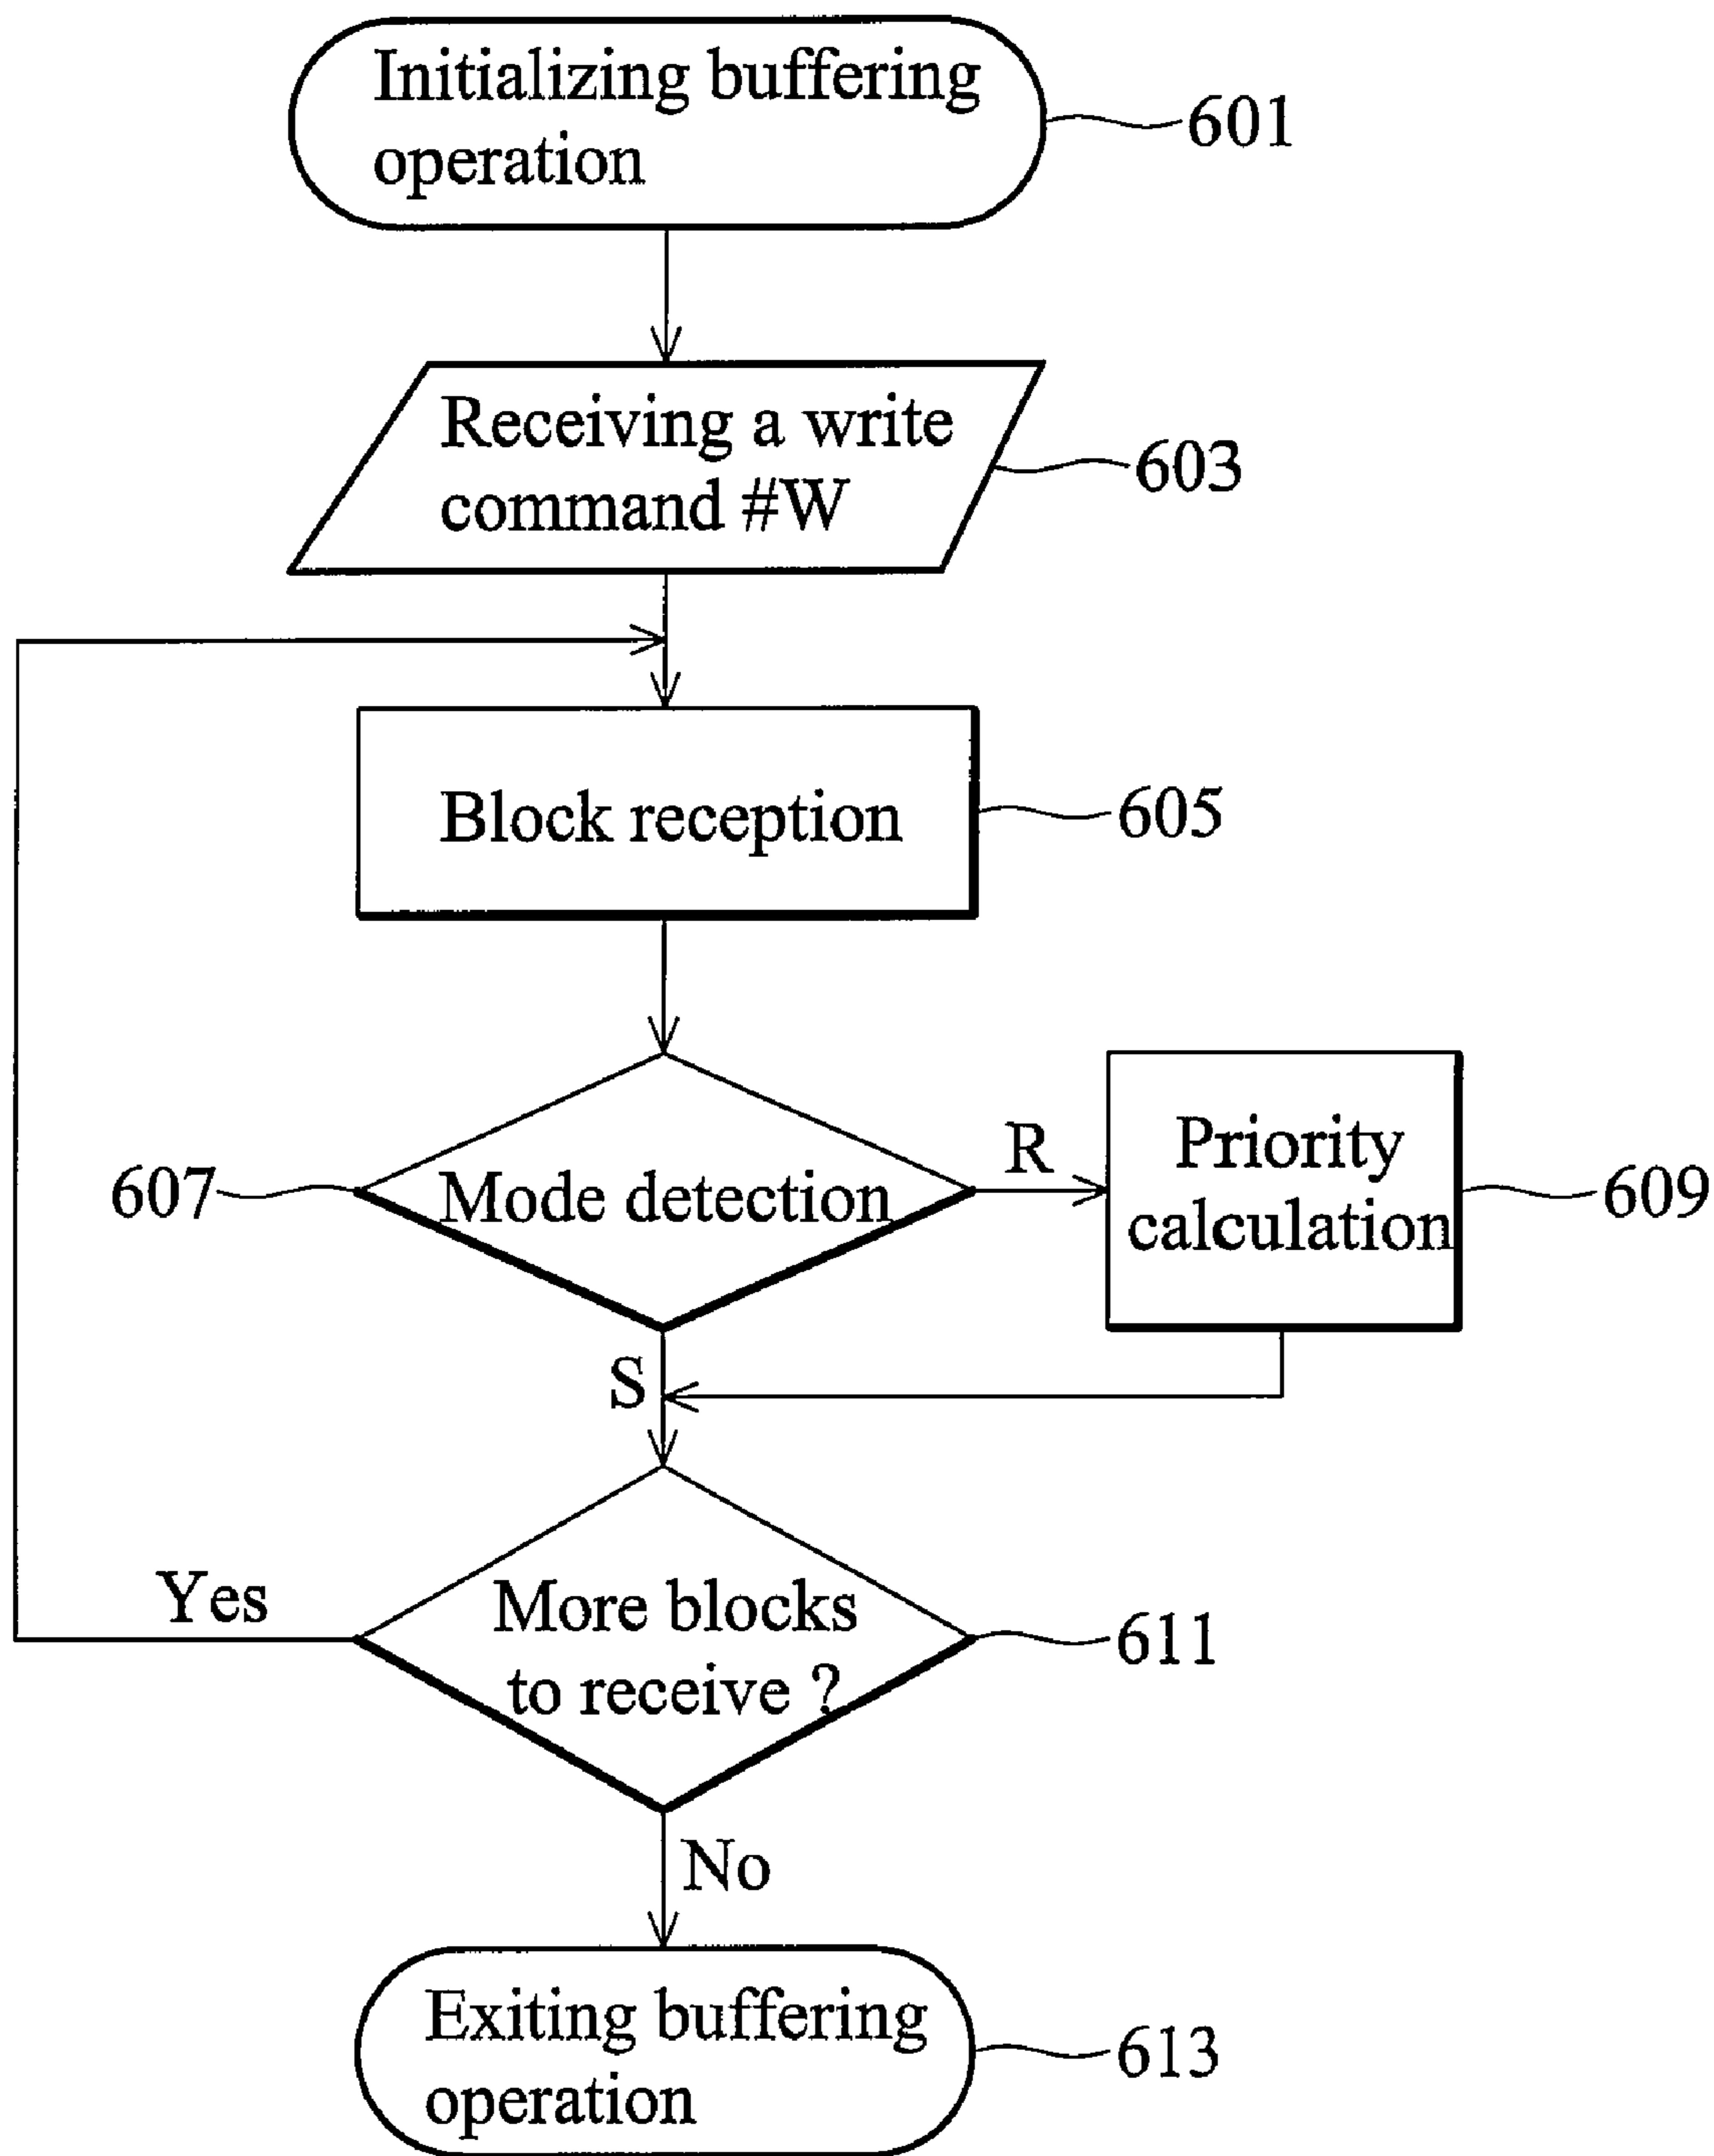 Initializing buffering
operation
601
Receiving a write
command #W
603
Block reception
605
607
Mode detection
R
Priority
calculation
609
S
Yes
More blocks
to receive ?
611
No
Exiting buffering
operation
613